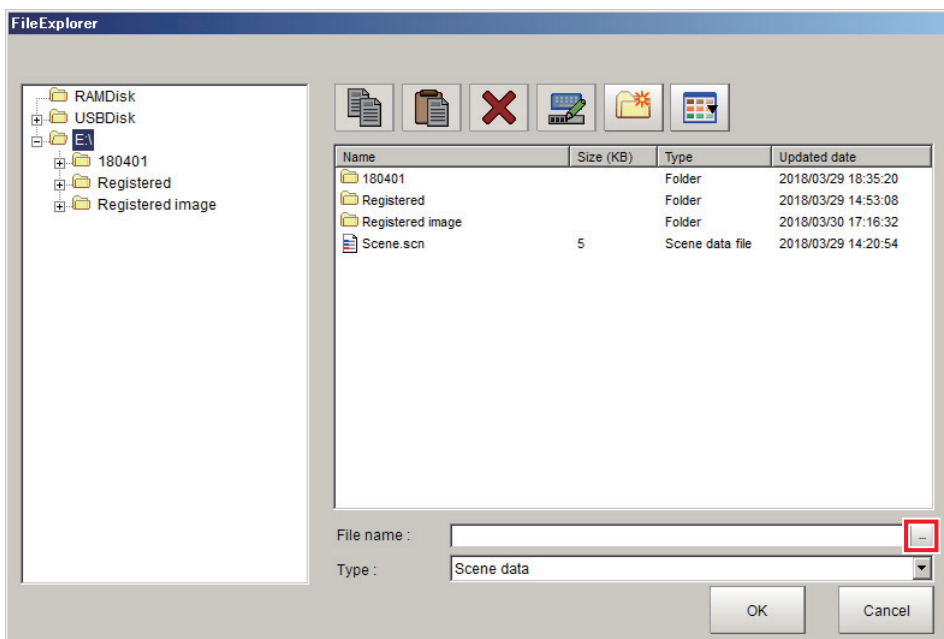 FileExplorer
RAMDisk
USBDisk
E:\
180401
Registered
Registered image
Name Size (KB) Type Updated date
180401 Folder 2018/03/29 18:35:20
Registered Folder 2018/03/29 14:53:08
Registered image Folder 2018/03/30 17:16:32
Scene.scn 5 Scene data file 2018/03/29 14:20:54
File name : ...
Type : Scene data
OK Cancel